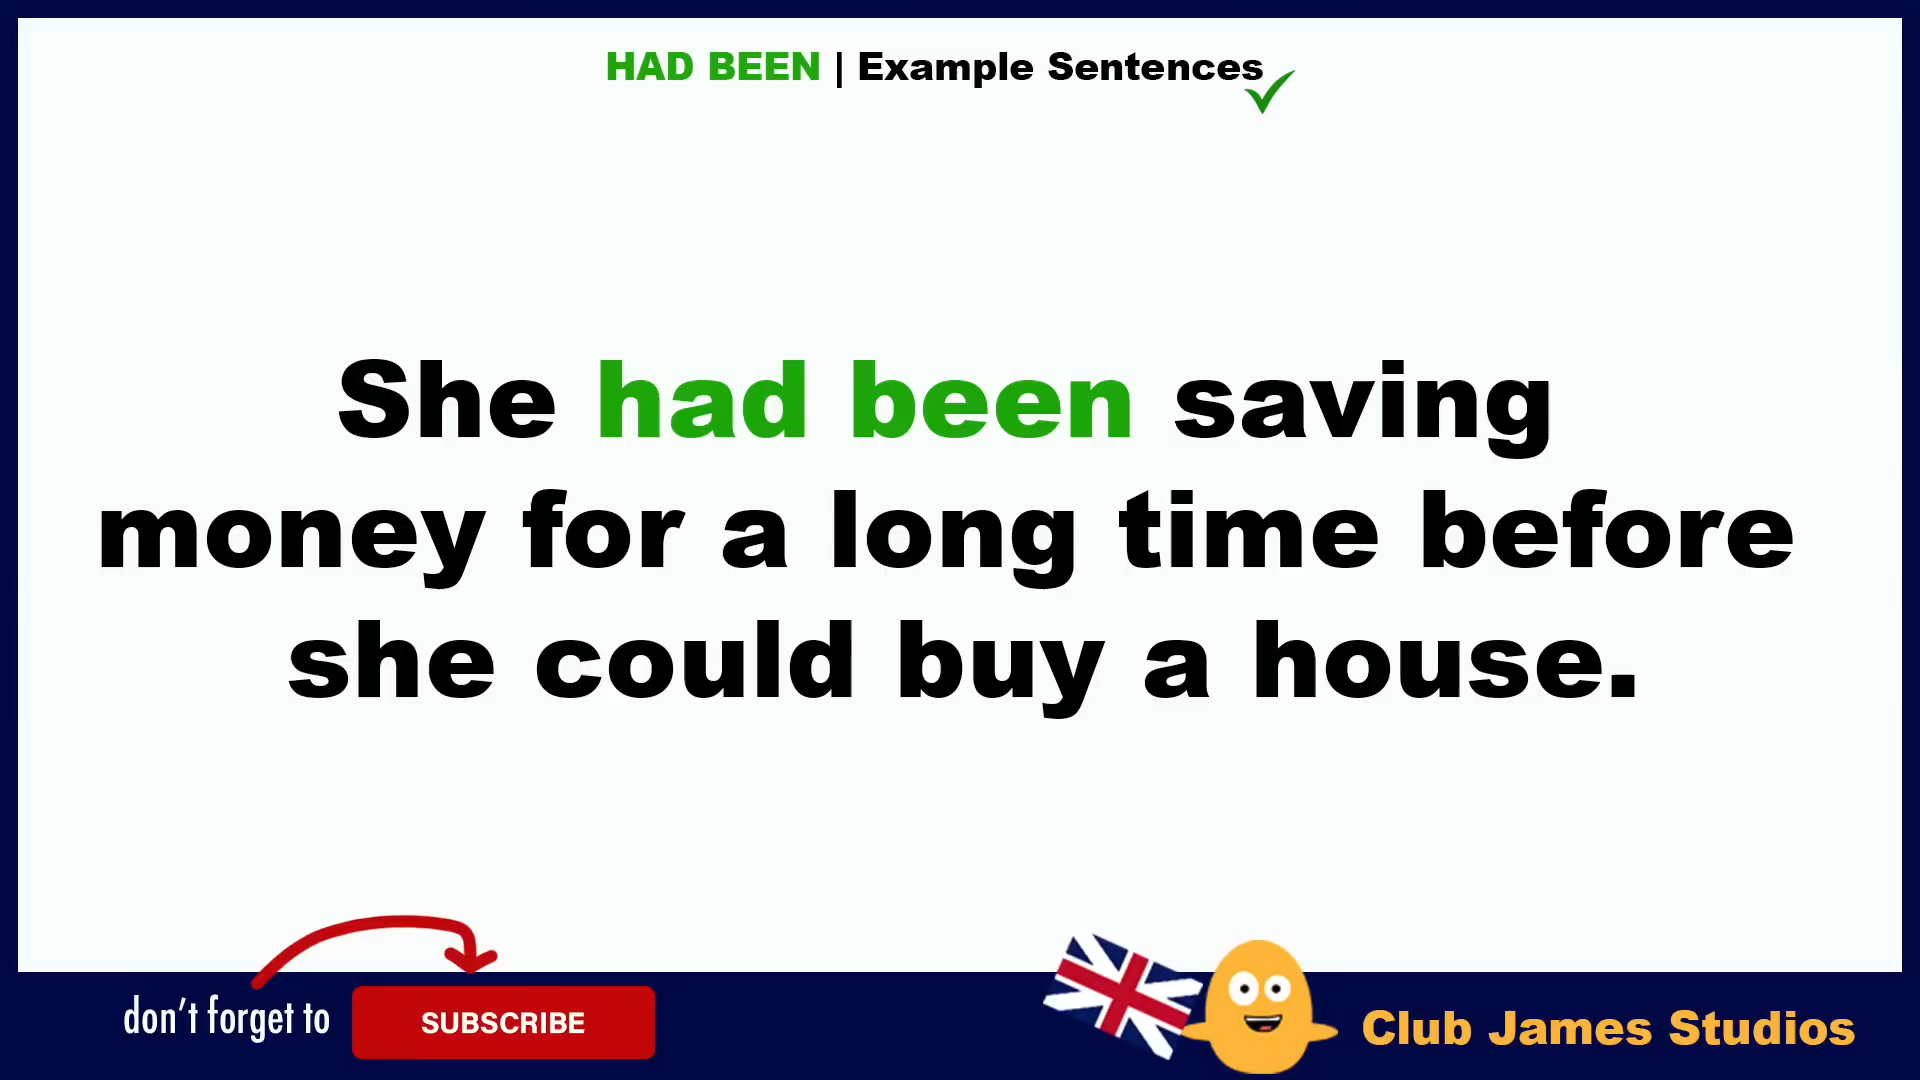 HAD BEEN | Example Sentences
She had been saving
money for a long time before
she could buy a house.
don't forget to
SUBSCRIBE
Club James Studios